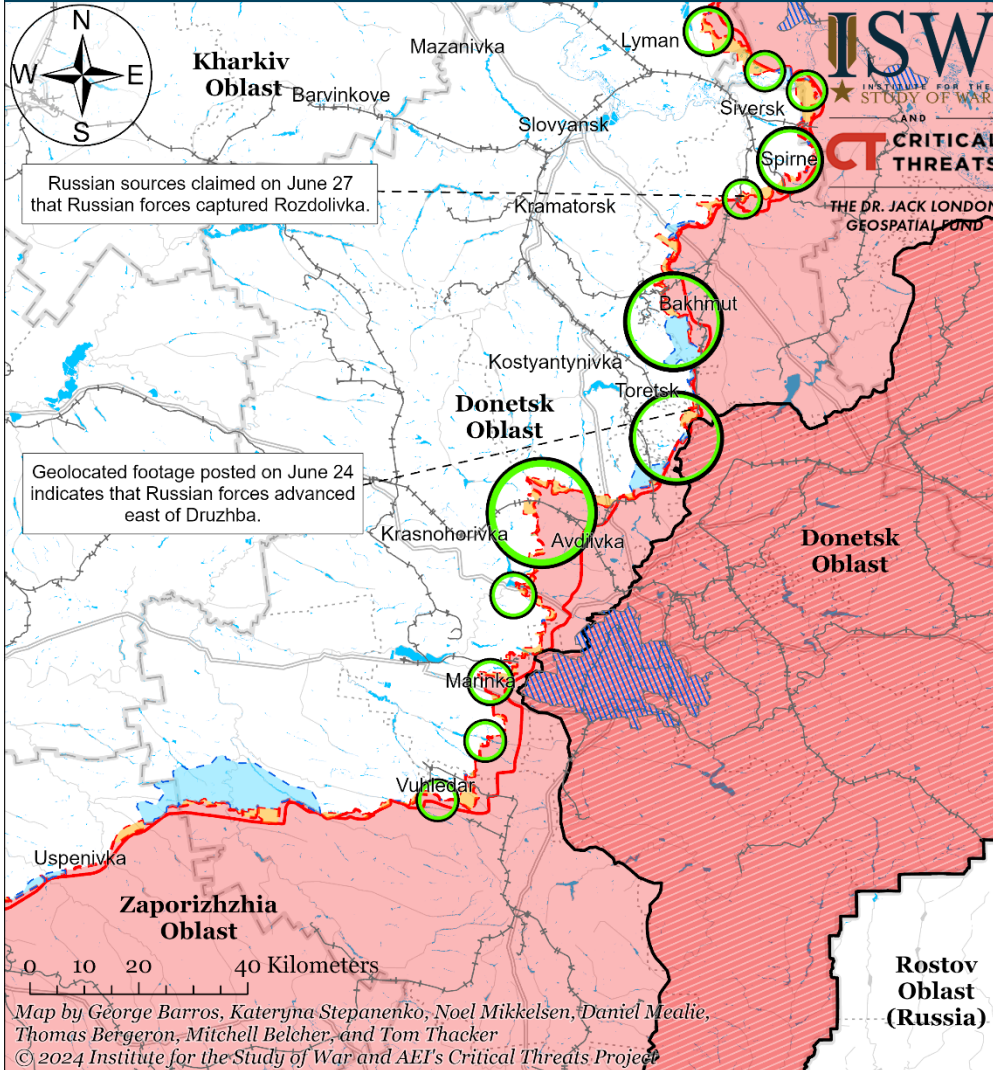 N
W
E
S
Kharkiv
Oblast
Mazanivka
Barvinkove
Lyman
Slovyansk
Siversk
ISW
INSTITUTE FOR THE
STUDY OF WAR
AND
CT CRITICAL
THREATS
THE DR. JACK LONDON
GEOSPATIAL FUND
Spirne
Russian sources claimed on June 27
that Russian forces captured Rozdolivka.
Kramatorsk
Bakhmut
Kostyantynivka
Toretsk
Donetsk
Oblast
Geolocated footage posted on June 24
indicates that Russian forces advanced
east of Druzhba.
Krasnohorivka
Avdiivka
Donetsk
Oblast
Marinka
Vuhledar
Uspenivka
Zaporizhzhia
Oblast
0 10 20 40 Kilometers
Rostov
Oblast
(Russia)
Map by George Barros, Kateryna Stepanenko, Noel Mikkelsen, Daniel Mealie,
Thomas Bergeron, Mitchell Belcher, and Tom Thacker
© 2024 Institute for the Study of War and AEI's Critical Threats Project